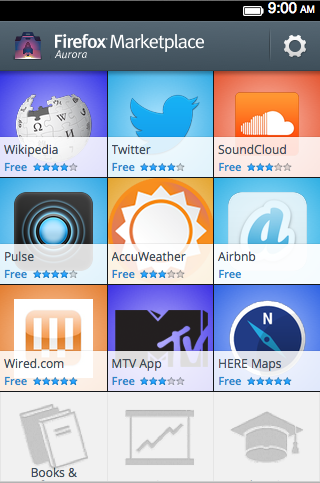 9:00 AM
Firefox Marketplace
Aurora
Wikipedia
Free
Twitter
Free
SoundCloud
Free
Pulse
Free
AccuWeather
Free
Airbnb
Free
Wired.com
Free
MTV App
Free
N
HERE Maps
Free
Books &